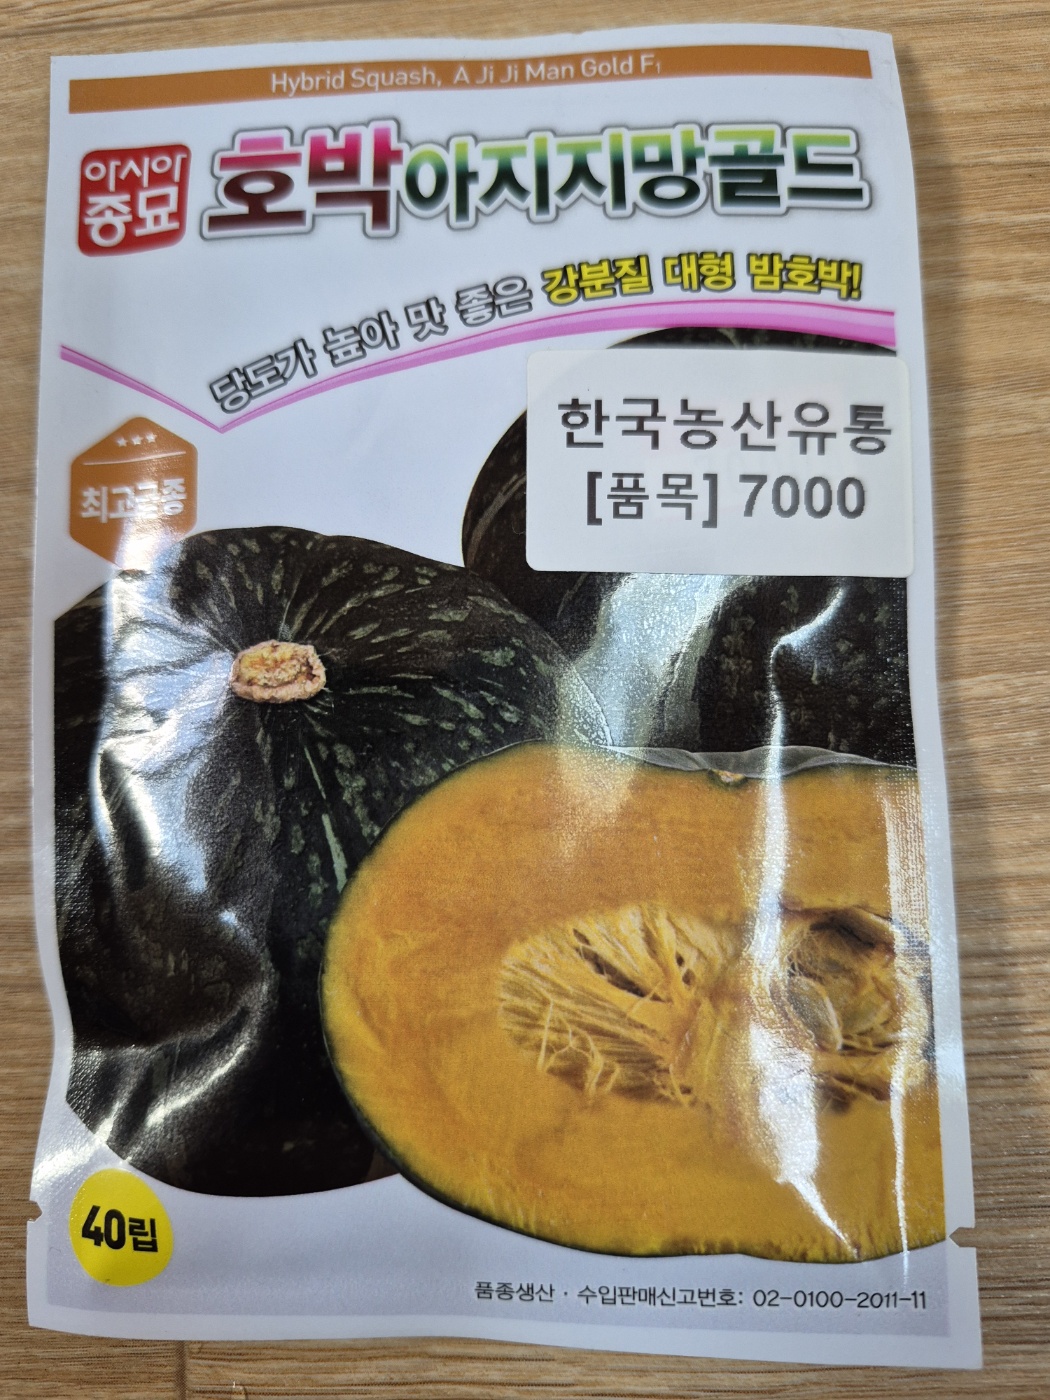 Hybrid Squash, A Ji Ji Man Gold F₁
아시아
종묘
호박아지지망골드
당도가 높아 맛 좋은 강분질 대형 밤호박!
한국농산유통
[품목] 7000
최고품종
40립
품종생산 · 수입판매신고번호: 02-0100-2011-11